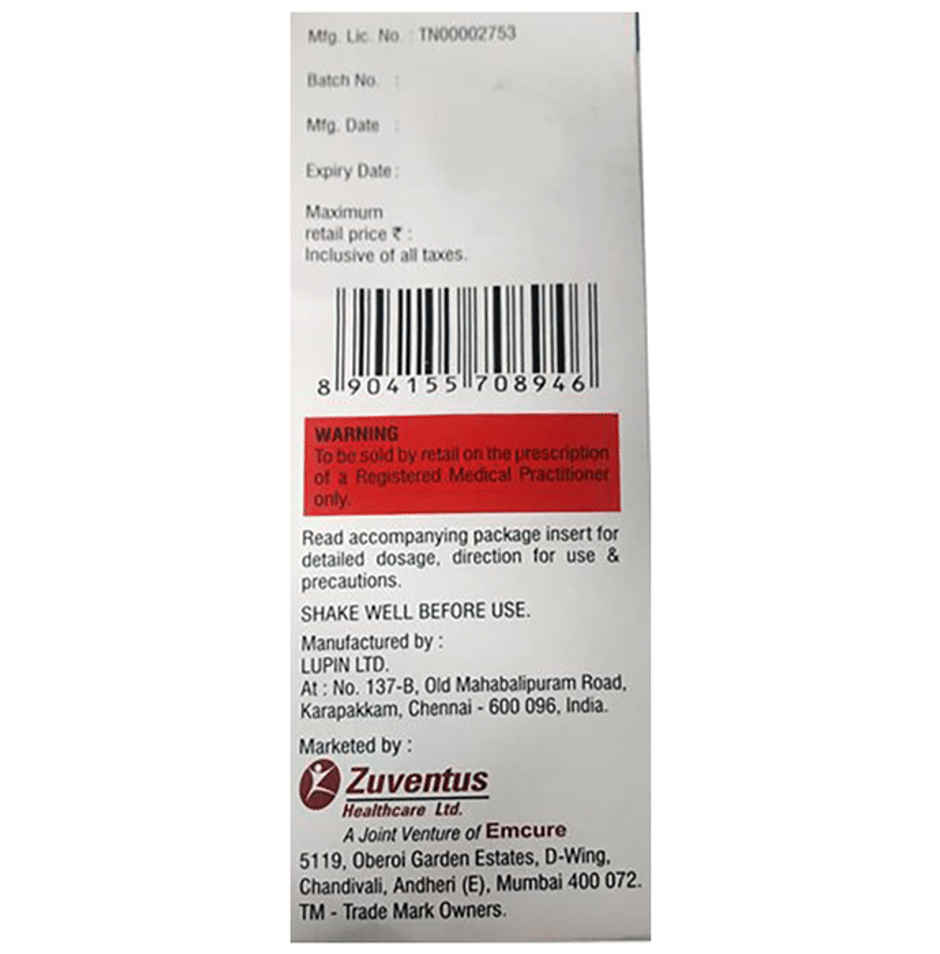 Mfg. Lic. No. : TN00002753
Batch No. :
Mfg. Date :
Expiry Date :
Maximum
retail price ₹ :
Inclusive of all taxes.
8 904155 708946
WARNING
To be sold by retail on the prescription
of a Registered Medical Practitioner
only.
Read accompanying package insert for
detailed dosage, direction for use &
precautions.
SHAKE WELL BEFORE USE.
Manufactured by :
LUPIN LTD.
At : No. 137-B, Old Mahabalipuram Road,
Karapakkam, Chennai - 600 096, India.
Marketed by :
Zuventus
Healthcare Ltd.
A Joint Venture of Emcure
5119, Oberoi Garden Estates, D-Wing,
Chandivali, Andheri (E), Mumbai 400 072.
TM - Trade Mark Owners.